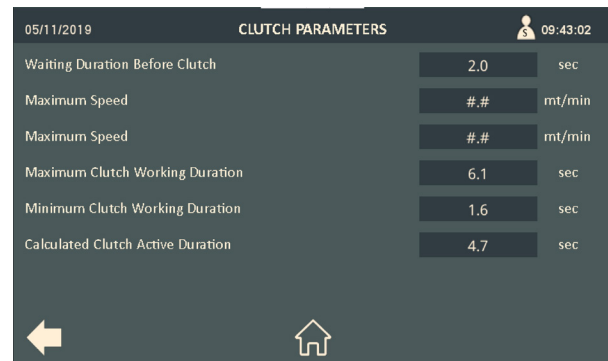 05/11/2019 CLUTCH PARAMETERS S 09:43:02
Waiting Duration Before Clutch 2.0 sec
Maximum Speed #.# mt/min
Maximum Speed #.# mt/min
Maximum Clutch Working Duration 6.1 sec
Minimum Clutch Working Duration 1.6 sec
Calculated Clutch Active Duration 4.7 sec